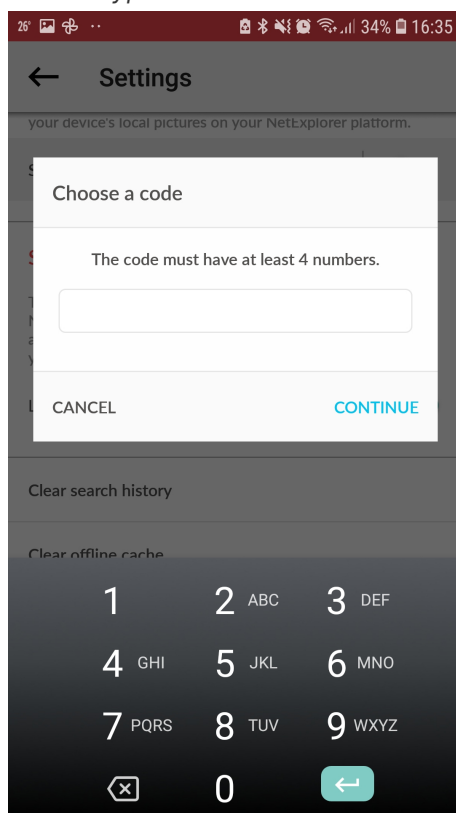 26°
34% 16:35
Settings
your device's local pictures on your NetExplorer platform.
Choose a code
The code must have at least 4 numbers.
CANCEL CONTINUE
Clear search history
Clear offline cache
1 2 ABC 3 DEF
4 GHI 5 JKL 6 MNO
7 PQRS 8 TUV 9 WXYZ
0